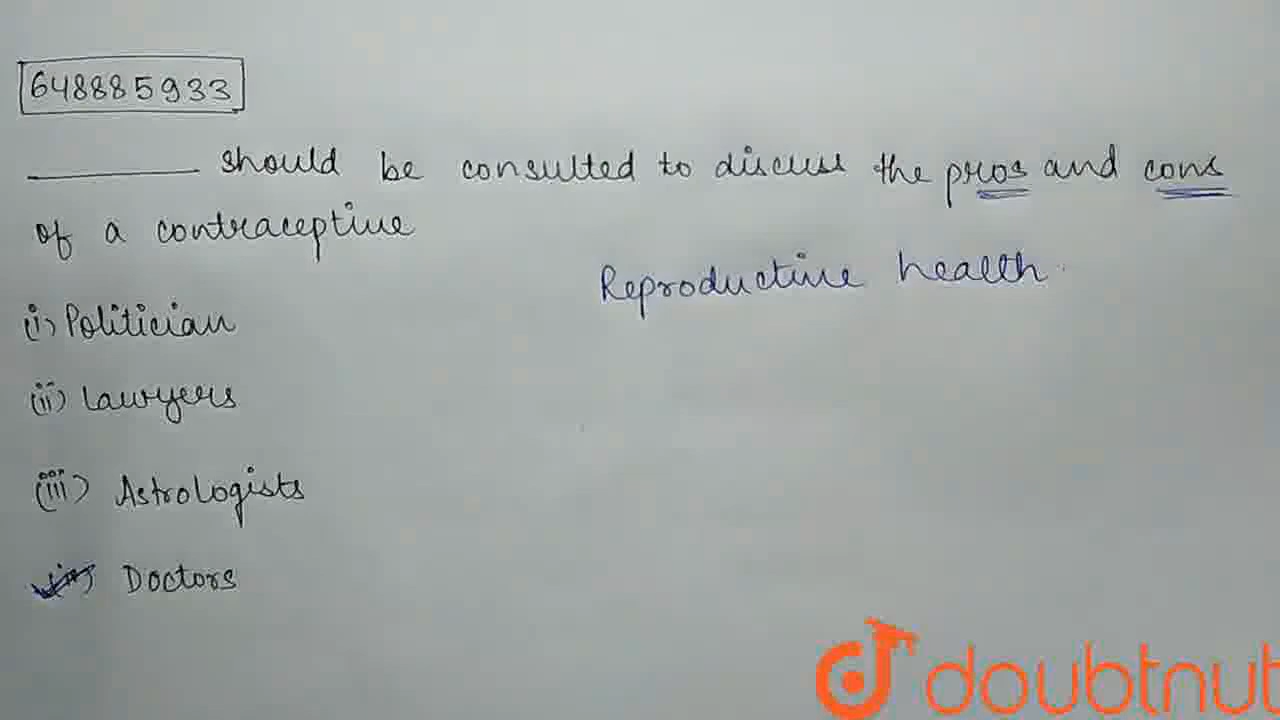 648885933
_______ should be consulted to discuss the pros and cons
of a contraceptive
Reproductive health.
(i) Politician
(ii) Lawyers
(iii) Astrologists
(iv) Doctors
doubtnut